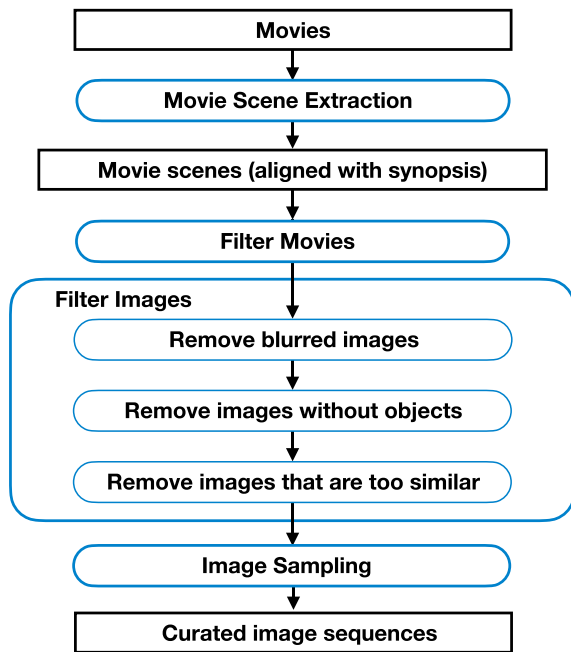 Movies
Movie Scene Extraction
Movie scenes (aligned with synopsis)
Filter Movies
Filter Images
Remove blurred images
Remove images without objects
Remove images that are too similar
Image Sampling
Curated image sequences